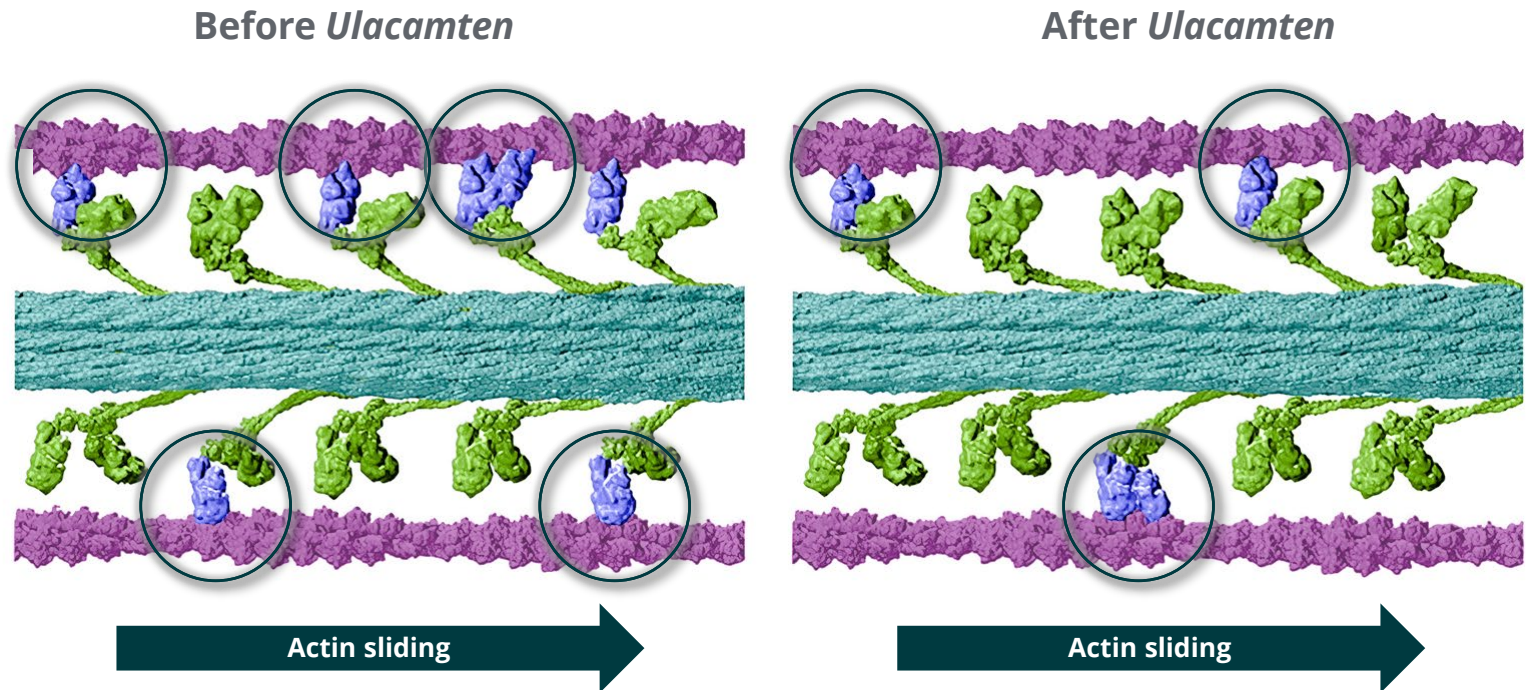 Before Ulacamten
After Ulacamten
Actin sliding
Actin sliding